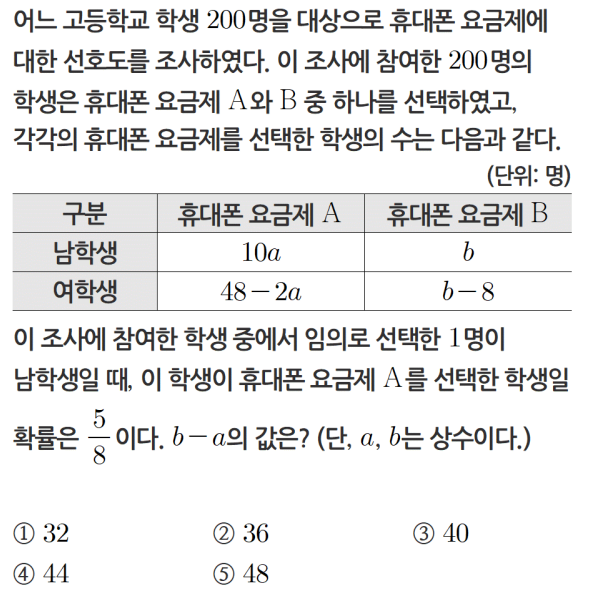 어느 고등학교 학생 200명을 대상으로 휴대폰 요금제에
대한 선호도를 조사하였다. 이 조사에 참여한 200명의
학생은 휴대폰 요금제 A와 B 중 하나를 선택하였고,
각각의 휴대폰 요금제를 선택한 학생의 수는 다음과 같다.
(단위: 명)
구분 휴대폰 요금제 A 휴대폰 요금제 B
남학생 10a b
여학생 48-2a b-8
이 조사에 참여한 학생 중에서 임의로 선택한 1명이
남학생일 때, 이 학생이 휴대폰 요금제 A를 선택한 학생일
확률은 5/8 이다. b-a의 값은? (단, a, b는 상수이다.)
① 32 ② 36 ③ 40
④ 44 ⑤ 48